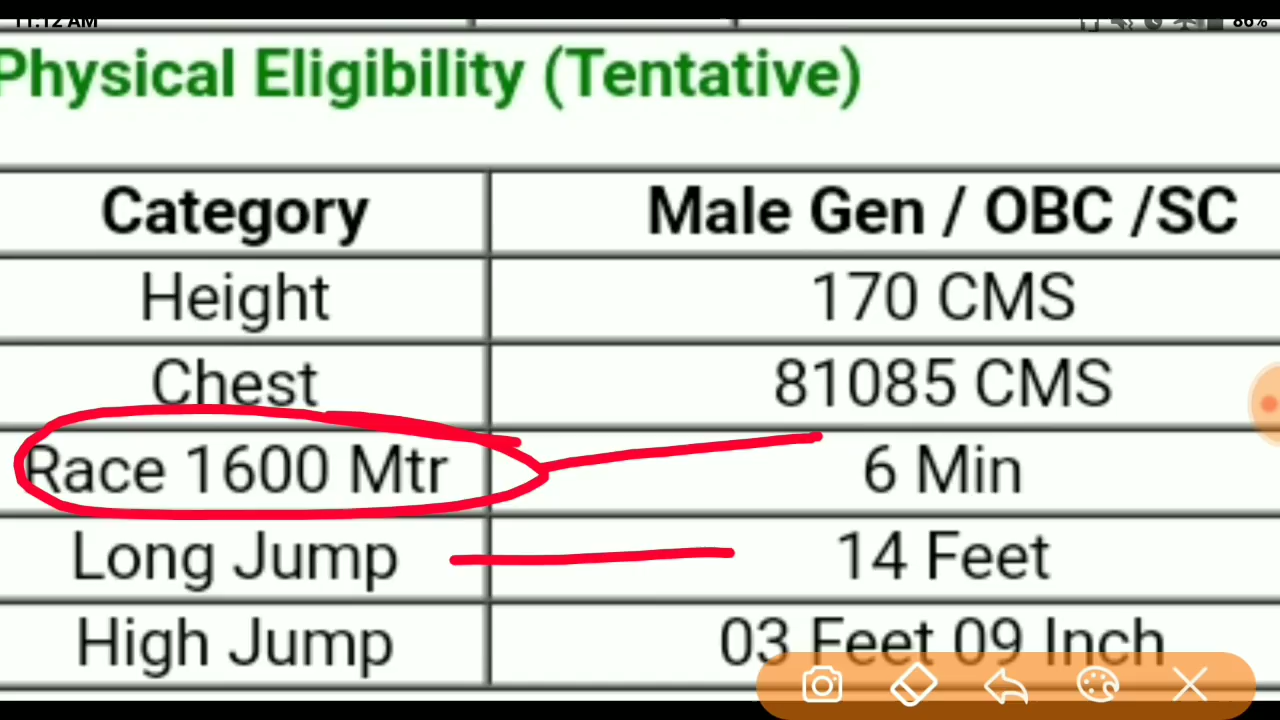 11:12 AM 86%
Physical Eligibility (Tentative)
Category Male Gen / OBC /SC
Height 170 CMS
Chest 81085 CMS
Race 1600 Mtr 6 Min
Long Jump 14 Feet
High Jump 03 Feet 09 Inch